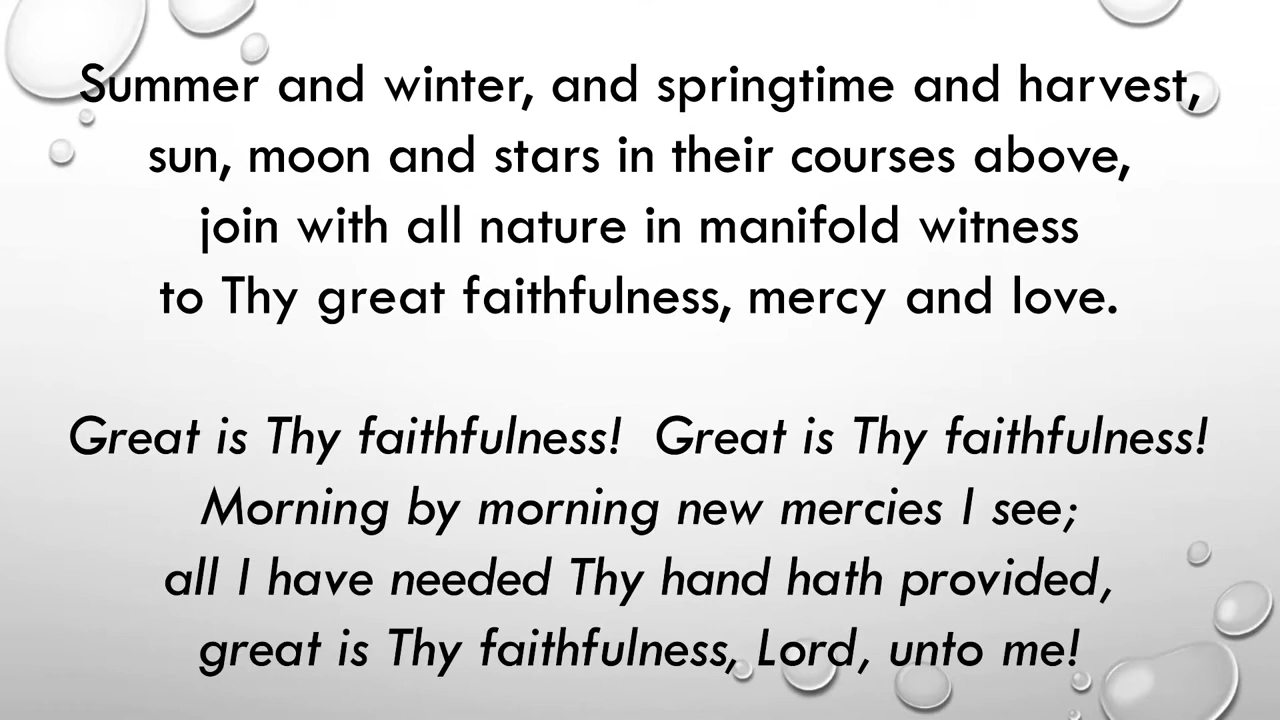 Summer and winter, and springtime and harvest,
sun, moon and stars in their courses above,
join with all nature in manifold witness
to Thy great faithfulness, mercy and love.
Great is Thy faithfulness!  Great is Thy faithfulness!
Morning by morning new mercies I see;
all I have needed Thy hand hath provided,
great is Thy faithfulness, Lord, unto me!